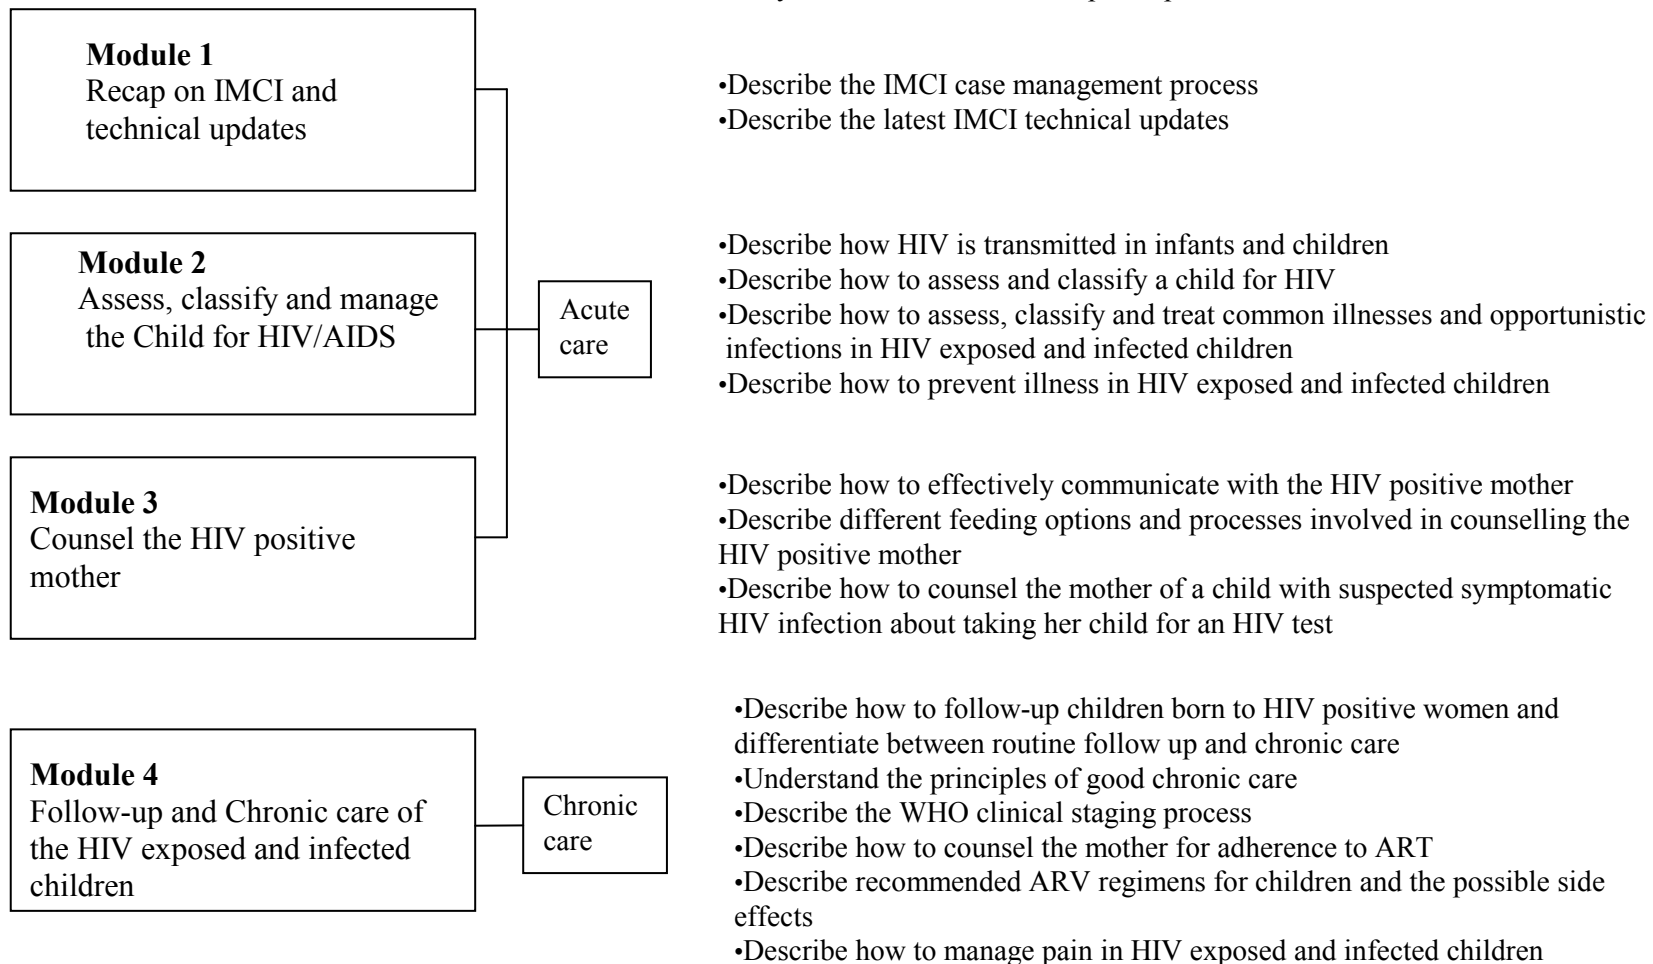 Module 1
Recap on IMCI and
technical updates
•Describe the IMCI case management process
•Describe the latest IMCI technical updates
Module 2
Assess, classify and manage
the Child for HIV/AIDS
Acute
care
•Describe how HIV is transmitted in infants and children
•Describe how to assess and classify a child for HIV
•Describe how to assess, classify and treat common illnesses and opportunistic
infections in HIV exposed and infected children
•Describe how to prevent illness in HIV exposed and infected children
Module 3
Counsel the HIV positive
mother
•Describe how to effectively communicate with the HIV positive mother
•Describe different feeding options and processes involved in counselling the
HIV positive mother
•Describe how to counsel the mother of a child with suspected symptomatic
HIV infection about taking her child for an HIV test
Module 4
Follow-up and Chronic care of
the HIV exposed and infected
children
Chronic
care
•Describe how to follow-up children born to HIV positive women and
differentiate between routine follow up and chronic care
•Understand the principles of good chronic care
•Describe the WHO clinical staging process
•Describe how to counsel the mother for adherence to ART
•Describe recommended ARV regimens for children and the possible side
effects
•Describe how to manage pain in HIV exposed and infected children